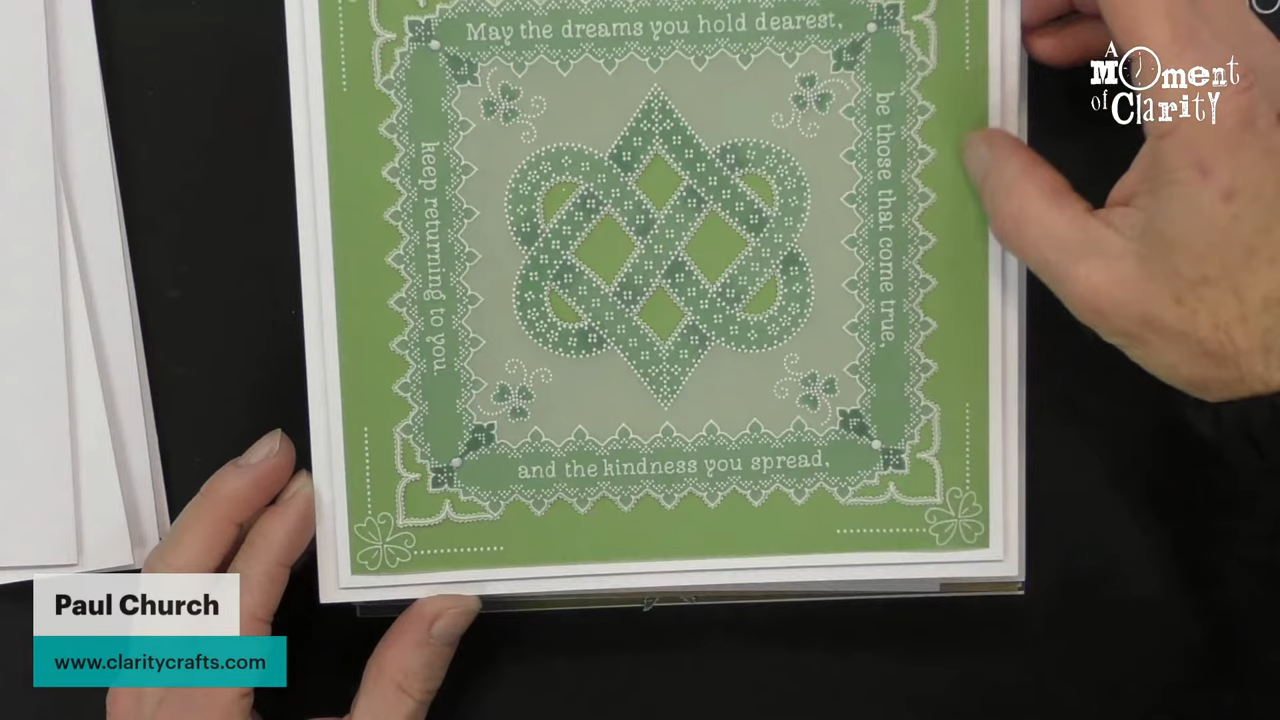 A
MOment
of Clarity
May the dreams you hold dearest,
be those that come true,
and the kindness you spread,
keep returning to you
Paul Church
www.claritycrafts.com